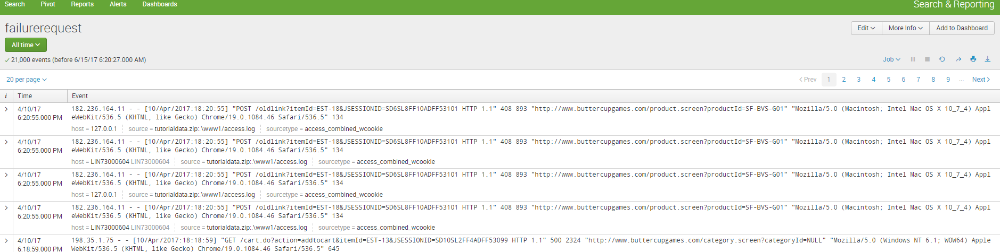 Search Pivot Reports Alerts Dashboards Search & Reporting
failurerequest Edit More Info Add to Dashboard
All time
21,000 events (before 6/15/17 6:20:27.000 AM) Job
20 per page < Prev 1 2 3 4 5 6 7 8 9 ... Next >
i Time Event
> 4/10/17 182.236.164.11 - - [10/Apr/2017:18:20:55] "POST /oldlink?itemId=EST-18&JSESSIONID=SD6SL8FF10ADFF53101 HTTP 1.1" 408 893 "http://www.buttercupgames.com/product.screen?productId=SF-BVS-G01" "Mozilla/5.0 (Macintosh; Intel Mac OS X 10_7_4) Appl
6:20:55.000 PM eWebKit/536.5 (KHTML, like Gecko) Chrome/19.0.1084.46 Safari/536.5" 134
host = 127.0.0.1 source = tutorialdata.zip:.\www1/access.log sourcetype = access_combined_wcookie
> 4/10/17 182.236.164.11 - - [10/Apr/2017:18:20:55] "POST /oldlink?itemId=EST-18&JSESSIONID=SD6SL8FF10ADFF53101 HTTP 1.1" 408 893 "http://www.buttercupgames.com/product.screen?productId=SF-BVS-G01" "Mozilla/5.0 (Macintosh; Intel Mac OS X 10_7_4) Appl
6:20:55.000 PM eWebKit/536.5 (KHTML, like Gecko) Chrome/19.0.1084.46 Safari/536.5" 134
host = LIN73000604 LIN73000604 source = tutorialdata.zip:.\www1/access.log sourcetype = access_combined_wcookie
> 4/10/17 182.236.164.11 - - [10/Apr/2017:18:20:55] "POST /oldlink?itemId=EST-18&JSESSIONID=SD6SL8FF10ADFF53101 HTTP 1.1" 408 893 "http://www.buttercupgames.com/product.screen?productId=SF-BVS-G01" "Mozilla/5.0 (Macintosh; Intel Mac OS X 10_7_4) Appl
6:20:55.000 PM eWebKit/536.5 (KHTML, like Gecko) Chrome/19.0.1084.46 Safari/536.5" 134
host = 127.0.0.1 source = tutorialdata.zip:.\www1/access.log sourcetype = access_combined_wcookie
> 4/10/17 182.236.164.11 - - [10/Apr/2017:18:20:55] "POST /oldlink?itemId=EST-18&JSESSIONID=SD6SL8FF10ADFF53101 HTTP 1.1" 408 893 "http://www.buttercupgames.com/product.screen?productId=SF-BVS-G01" "Mozilla/5.0 (Macintosh; Intel Mac OS X 10_7_4) Appl
6:20:55.000 PM eWebKit/536.5 (KHTML, like Gecko) Chrome/19.0.1084.46 Safari/536.5" 134
host = LIN73000604 LIN73000604 source = tutorialdata.zip:.\www1/access.log sourcetype = access_combined_wcookie
> 4/10/17 198.35.1.75 - - [10/Apr/2017:18:18:59] "GET /cart.do?action=addtocart&itemId=EST-13&JSESSIONID=SD10SL2FF4ADFF53099 HTTP 1.1" 500 2324 "http://www.buttercupgames.com/category.screen?categoryId=NULL" "Mozilla/5.0 (Windows NT 6.1; WOW64) Apple
6:18:59.000 PM WebKit/536.5 (KHTML, like Gecko) Chrome/19.0.1084.46 Safari/536.5" 645